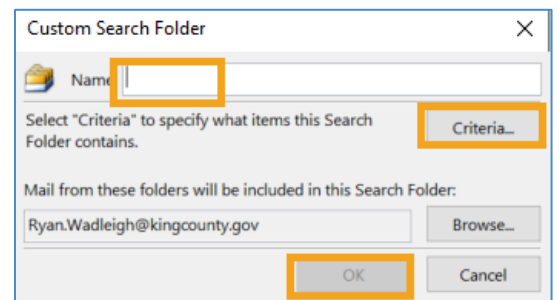 Custom Search Folder
Name
Select "Criteria" to specify what items this Search
Folder contains.
Criteria...
Mail from these folders will be included in this Search Folder:
Ryan.Wadleigh@kingcounty.gov
Browse...
OK
Cancel